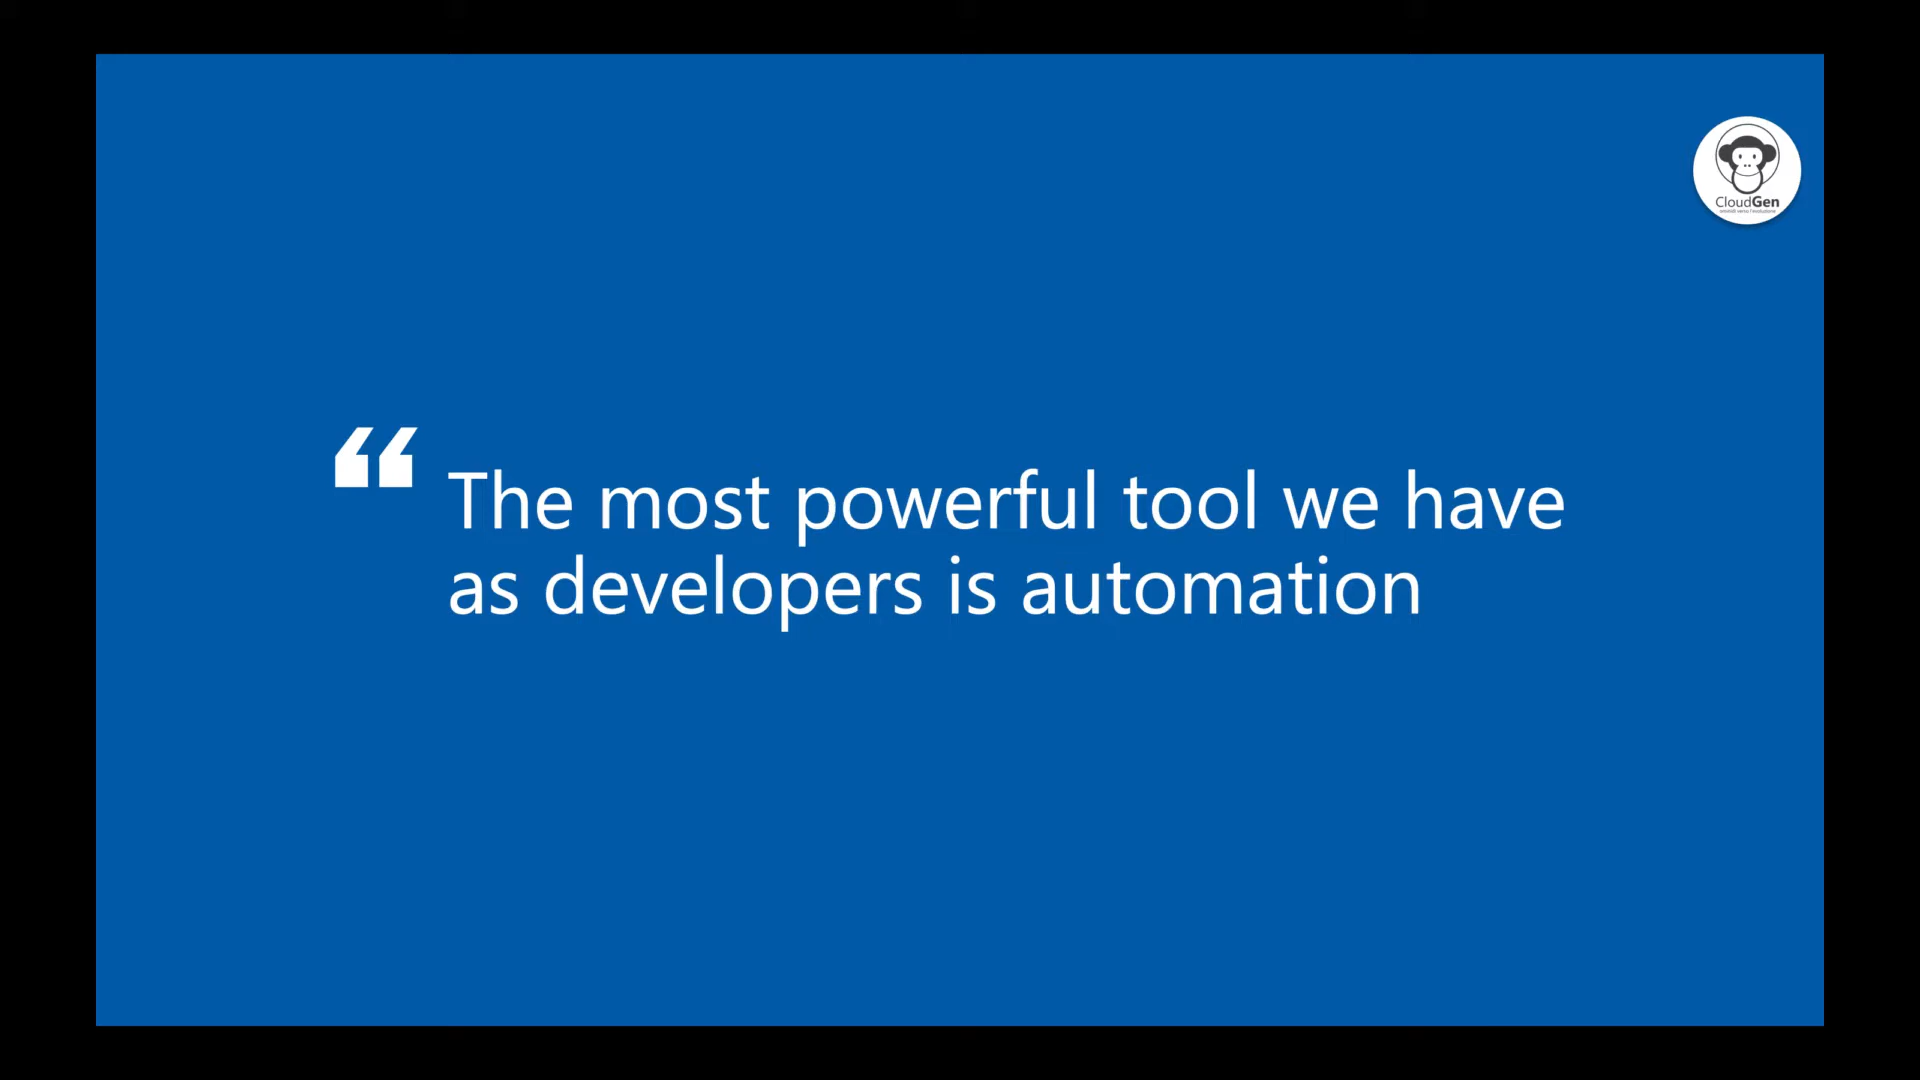 CloudGen
“ The most powerful tool we have
as developers is automation